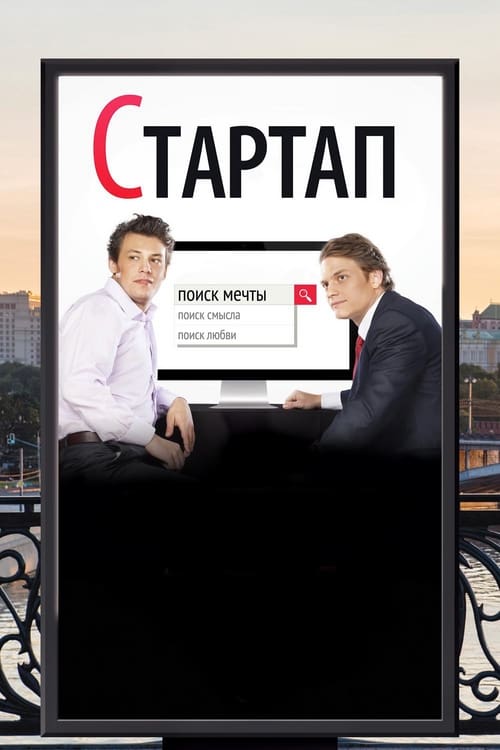 Стартап
поиск мечты
поиск смысла
поиск любви